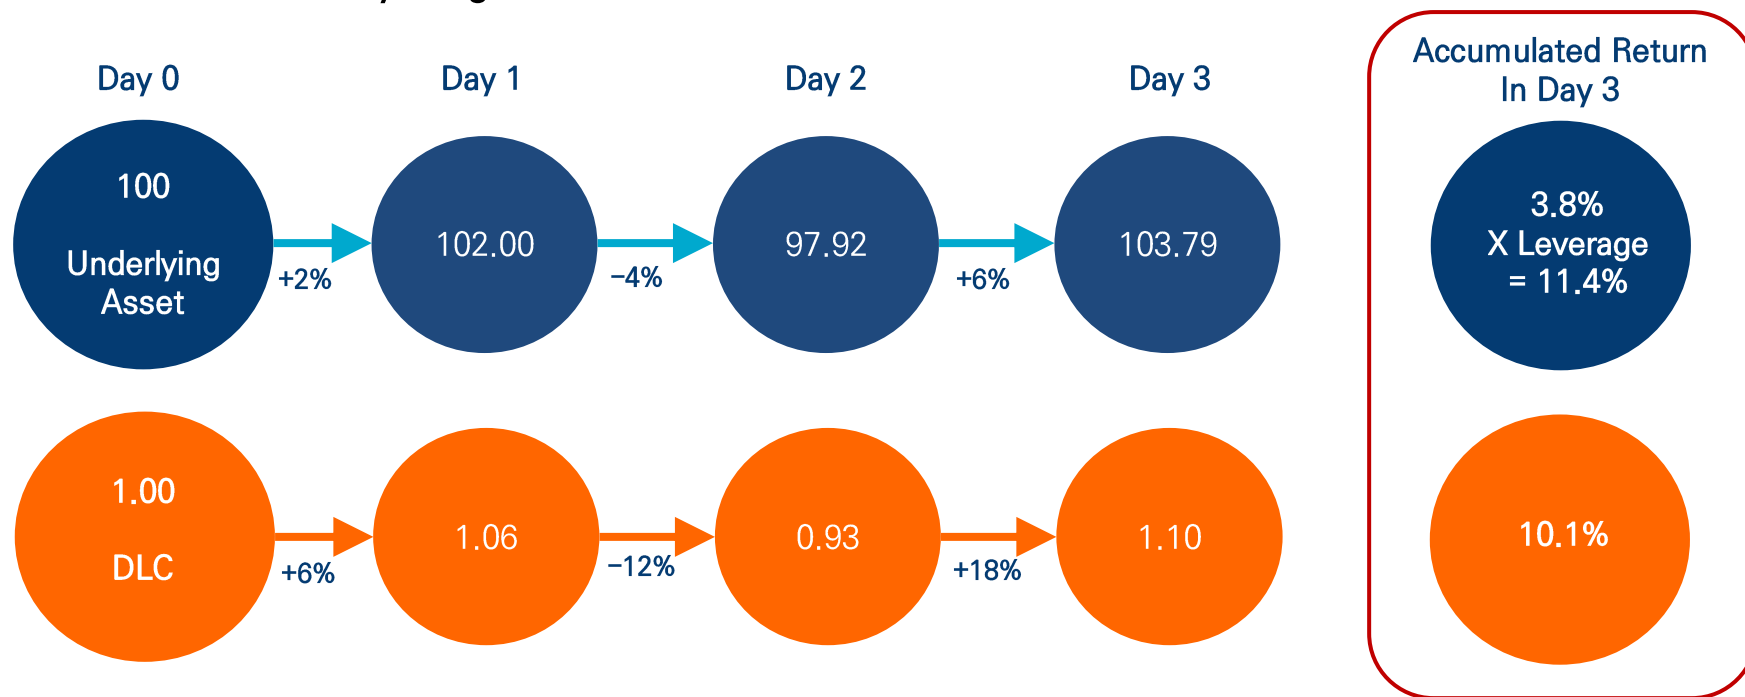 Day 0
Day 1
Day 2
Day 3
Accumulated Return
In Day 3
100
Underlying
Asset
+2%
102.00
−4%
97.92
+6%
103.79
3.8%
X Leverage
= 11.4%
1.00
DLC
+6%
1.06
−12%
0.93
+18%
1.10
10.1%